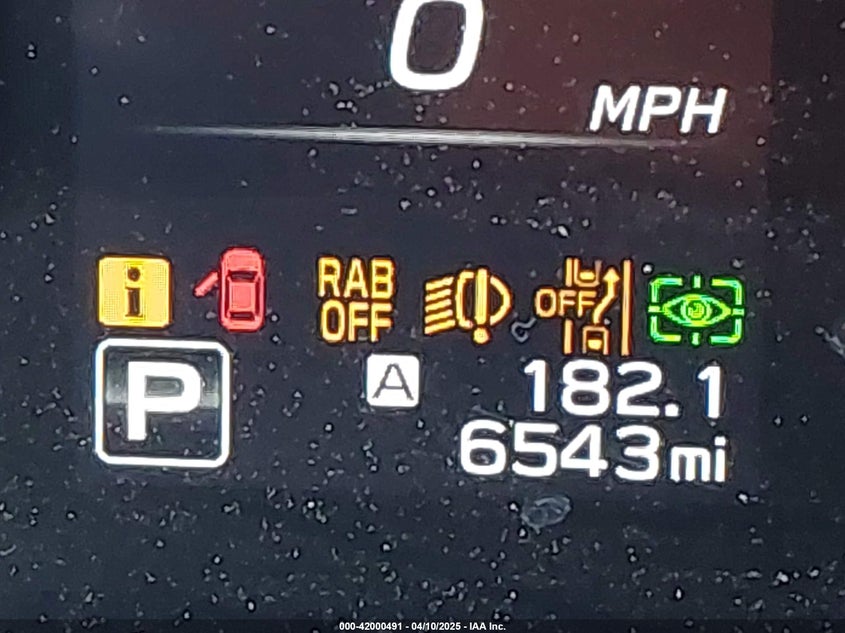 0
MPH
i
RAB
OFF
OFF
P
A
182.1
6543mi
000-42000491 - 04/10/2025 - IAA Inc.